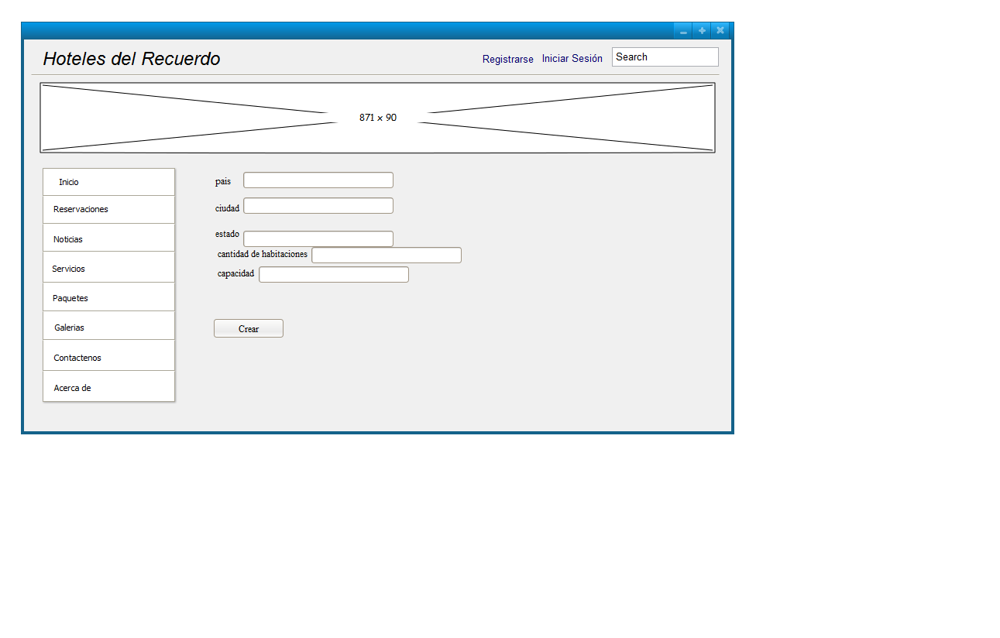 Hoteles del Recuerdo
Registrarse Iniciar Sesión Search
871 x 90
Inicio
Reservaciones
Noticias
Servicios
Paquetes
Galerias
Contactenos
Acerca de
pais
ciudad
estado
cantidad de habitaciones
capacidad
Crear